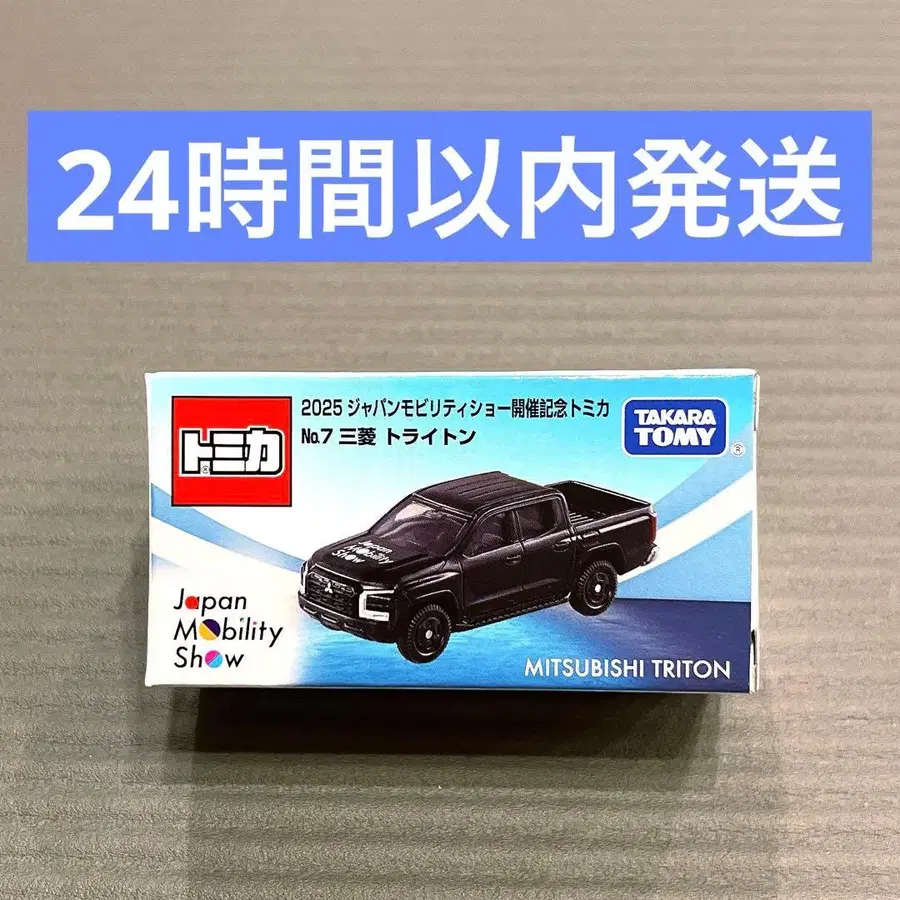 24時間以内発送
2025 ジャパンモビリティショー開催記念トミカ
No.7 三菱 トライトン
トミカ
®
TAKARA
TOMY
®
Japan
Mobility
Show
Japan
Mobility
Show
MITSUBISHI TRITON